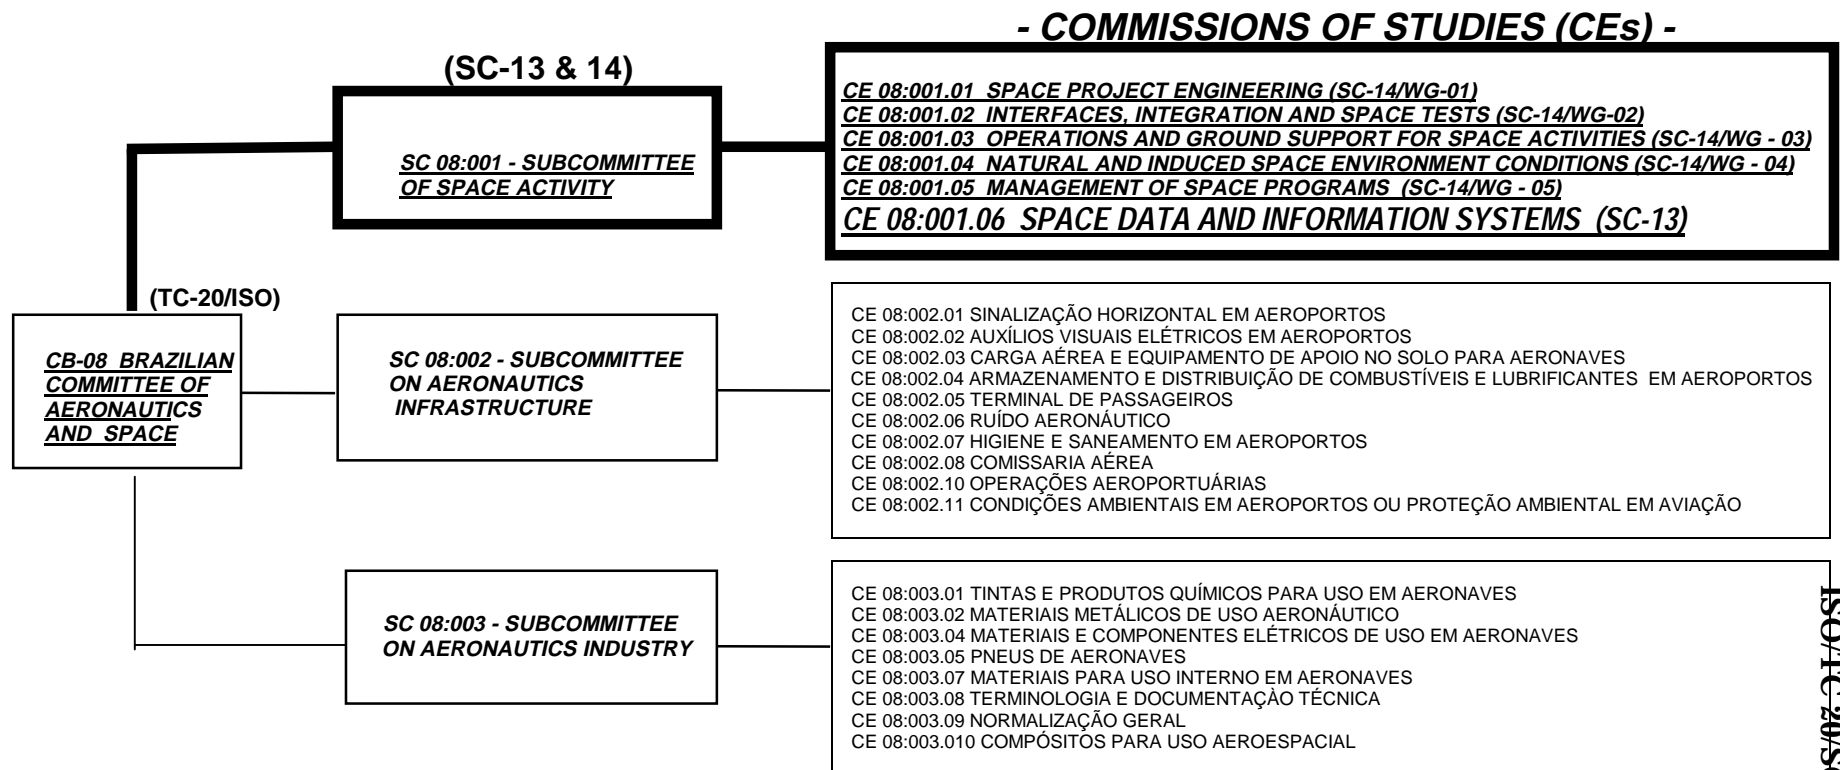 - COMMISSIONS OF STUDIES (CEs) -
(SC-13 & 14)
SC 08:001 - SUBCOMMITTEE
OF SPACE ACTIVITY
CE 08:001.01 SPACE PROJECT ENGINEERING (SC-14/WG-01)
CE 08:001.02 INTERFACES, INTEGRATION AND SPACE TESTS (SC-14/WG-02)
CE 08:001.03 OPERATIONS AND GROUND SUPPORT FOR SPACE ACTIVITIES (SC-14/WG - 03)
CE 08:001.04 NATURAL AND INDUCED SPACE ENVIRONMENT CONDITIONS (SC-14/WG - 04)
CE 08:001.05 MANAGEMENT OF SPACE PROGRAMS (SC-14/WG - 05)
CE 08:001.06 SPACE DATA AND INFORMATION SYSTEMS (SC-13)
(TC-20/ISO)
CB-08 BRAZILIAN
COMMITTEE OF
AERONAUTICS
AND SPACE
SC 08:002 - SUBCOMMITTEE
ON AERONAUTICS
INFRASTRUCTURE
CE 08:002.01 SINALIZAÇÃO HORIZONTAL EM AEROPORTOS
CE 08:002.02 AUXÍLIOS VISUAIS ELÉTRICOS EM AEROPORTOS
CE 08:002.03 CARGA AÉREA E EQUIPAMENTO DE APOIO NO SOLO PARA AERONAVES
CE 08:002.04 ARMAZENAMENTO E DISTRIBUIÇÃO DE COMBUSTÍVEIS E LUBRIFICANTES EM AEROPORTOS
CE 08:002.05 TERMINAL DE PASSAGEIROS
CE 08:002.06 RUÍDO AERONÁUTICO
CE 08:002.07 HIGIENE E SANEAMENTO EM AEROPORTOS
CE 08:002.08 COMISSARIA AÉREA
CE 08:002.10 OPERAÇÕES AEROPORTUÁRIAS
CE 08:002.11 CONDIÇÕES AMBIENTAIS EM AEROPORTOS OU PROTEÇÃO AMBIENTAL EM AVIAÇÃO
SC 08:003 - SUBCOMMITTEE
ON AERONAUTICS INDUSTRY
CE 08:003.01 TINTAS E PRODUTOS QUÍMICOS PARA USO EM AERONAVES
CE 08:003.02 MATERIAIS METÁLICOS DE USO AERONÁUTICO
CE 08:003.04 MATERIAIS E COMPONENTES ELÉTRICOS DE USO EM AERONAVES
CE 08:003.05 PNEUS DE AERONAVES
CE 08:003.07 MATERIAIS PARA USO INTERNO EM AERONAVES
CE 08:003.08 TERMINOLOGIA E DOCUMENTAÇÀO TÉCNICA
CE 08:003.09 NORMALIZAÇÃO GERAL
CE 08:003.010 COMPÓSITOS PARA USO AEROESPACIAL
ISO/TC 20/S